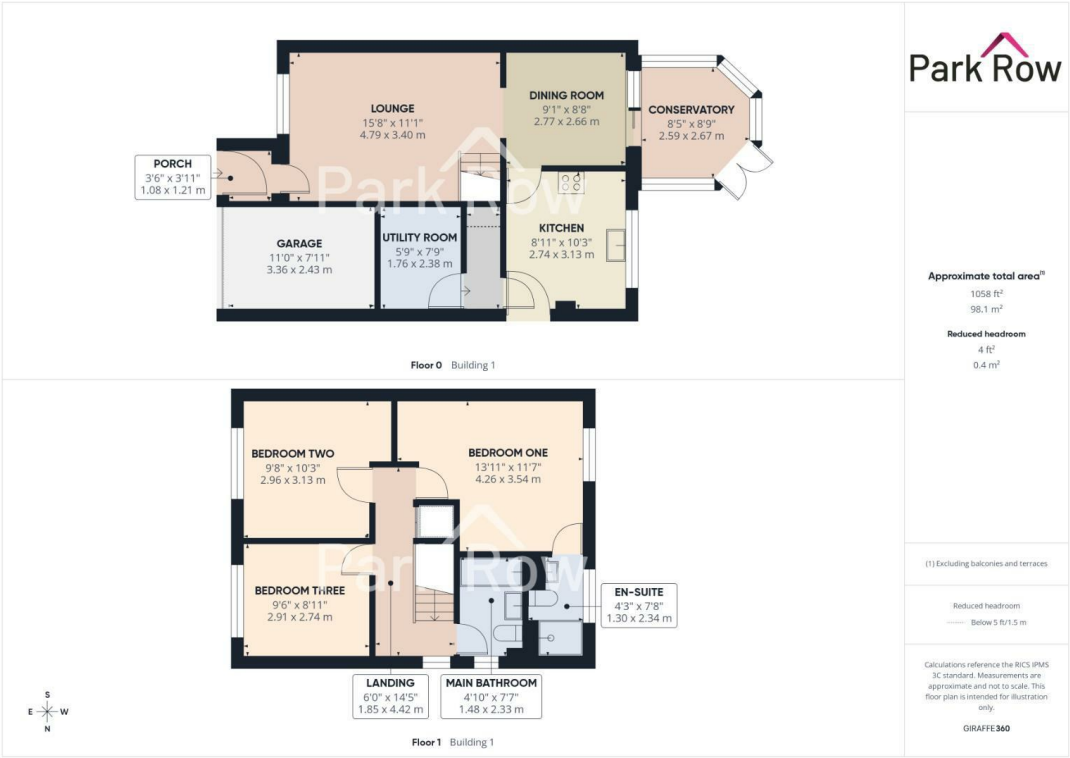 LOUNGE
15'8" x 11'1"
4.79 x 3.40 m
DINING ROOM
9'1" x 8'8"
2.77 x 2.66 m
CONSERVATORY
8'5" x 8'9"
2.59 x 2.67 m
PORCH
3'6" x 3'11"
1.08 x 1.21 m
Park Row
GARAGE
11'0" x 7'11"
3.36 x 2.43 m
UTILITY ROOM
5'9" x 7'9"
1.76 x 2.38 m
KITCHEN
8'11" x 10'3"
2.74 x 3.13 m
Floor 0 Building 1
BEDROOM TWO
9'8" x 10'3"
2.96 x 3.13 m
BEDROOM ONE
13'11" x 11'7"
4.26 x 3.54 m
Park Row
BEDROOM THREE
9'6" x 8'11"
2.91 x 2.74 m
EN-SUITE
4'3" x 7'8"
1.30 x 2.34 m
LANDING
6'0" x 14'5"
1.85 x 4.42 m
MAIN BATHROOM
4'10" x 7'7"
1.48 x 2.33 m
S
E W
N
Floor 1 Building 1
Park Row
Approximate total area(1)
1058 ft²
98.1 m²
Reduced headroom
4 ft²
0.4 m²
(1) Excluding balconies and terraces
Reduced headroom
Below 5 ft/1.5 m
Calculations reference the RICS IPMS
3C standard. Measurements are
approximate and not to scale. This
floor plan is intended for illustration
only.
GIRAFFE360